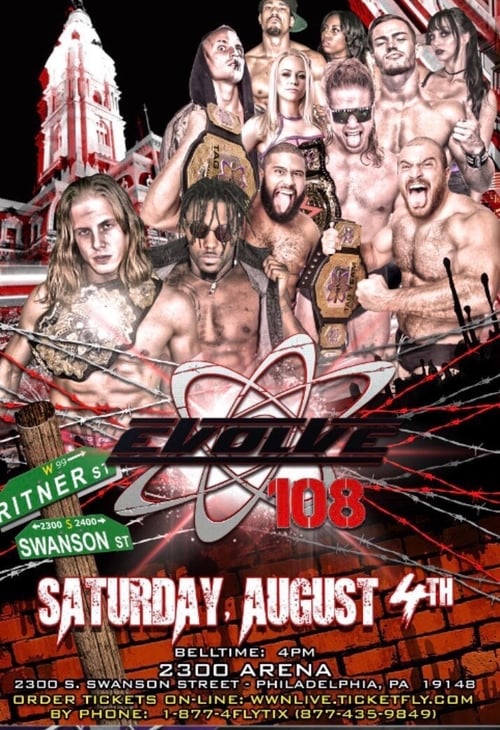 TAG
EVOLVE
108
W 99→
RITNER ST
←2300 S 2400→
SWANSON ST
SATURDAY, AUGUST 4TH
BELLTIME: 4PM
2300 ARENA
2300 S. SWANSON STREET - PHILADELPHIA, PA 19148
ORDER TICKETS ON-LINE: WWNLIVE.TICKETFLY.COM
BY PHONE: 1-877-4FLYTIX (877-435-9849)